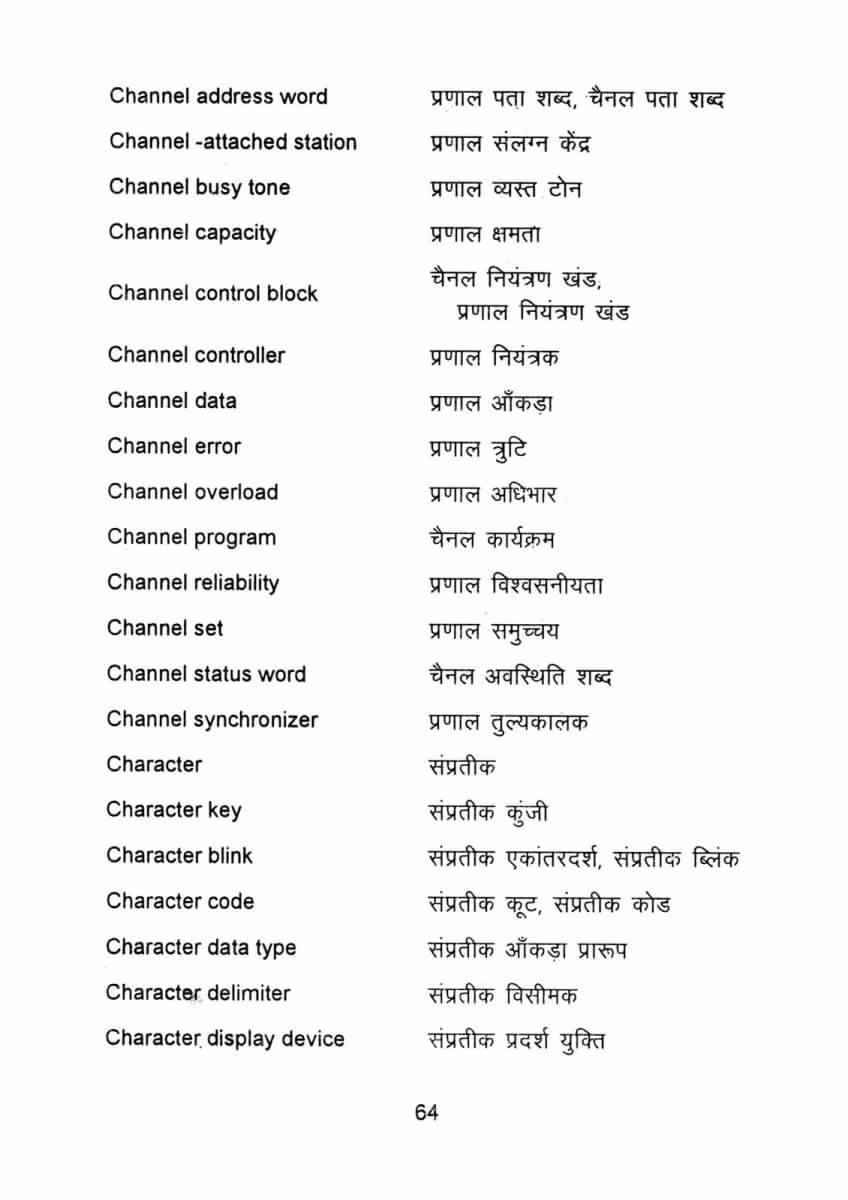 Channel address word प्रणाल पता शब्द, चैनल पता शब्द
Channel -attached station प्रणाल संलग्न केंद्र
Channel busy tone प्रणाल व्यस्त टोन
Channel capacity प्रणाल क्षमता
Channel control block चैनल नियंत्रण खंड,
प्रणाल नियंत्रण खंड
Channel controller प्रणाल नियंत्रक
Channel data प्रणाल आँकड़ा
Channel error प्रणाल त्रुटि
Channel overload प्रणाल अधिभार
Channel program चैनल कार्यक्रम
Channel reliability प्रणाल विश्वसनीयता
Channel set प्रणाल समुच्चय
Channel status word चैनल अवस्थिति शब्द
Channel synchronizer प्रणाल तुल्यकालक
Character संप्रतीक
Character key संप्रतीक कुंजी
Character blink संप्रतीक एकांतरदर्श, संप्रतीक ब्लिंक
Character code संप्रतीक कूट, संप्रतीक कोड
Character data type संप्रतीक आँकड़ा प्रारूप
Character delimiter संप्रतीक विसीमक
Character display device संप्रतीक प्रदर्श युक्ति
64